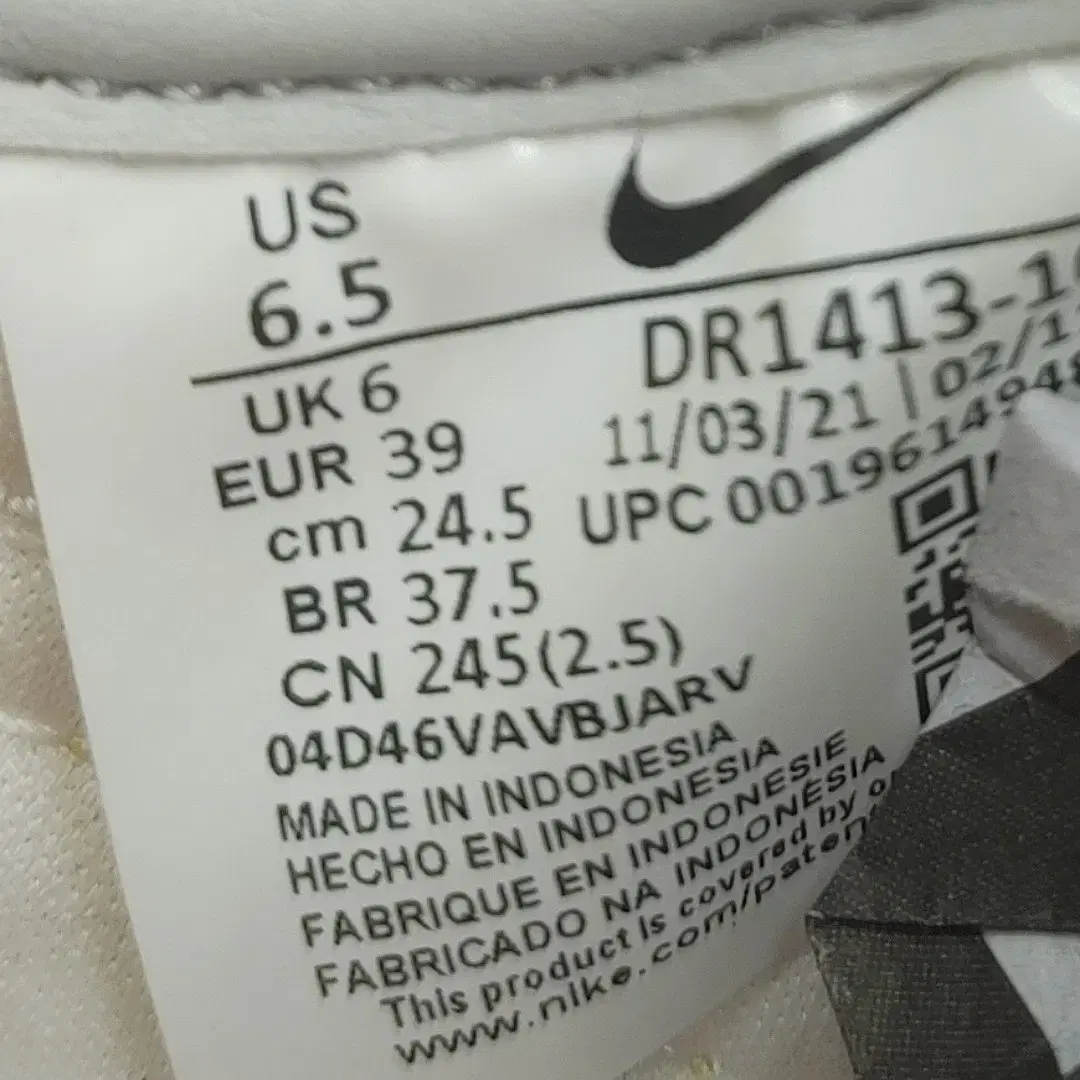 US
6.5
UK 6
EUR 39
cm 24.5
BR 37.5
CN 245(2.5)
04D46VAVBJARV
MADE IN INDONESIA
HECHO EN INDONESIA
FABRIQUE EN INDONESIE
FABRICADO NA INDONÉSIA
This product is covered by
www.nike.com/paten
DR1413-1
11/03/21 | 02/1
UPC 0019614948